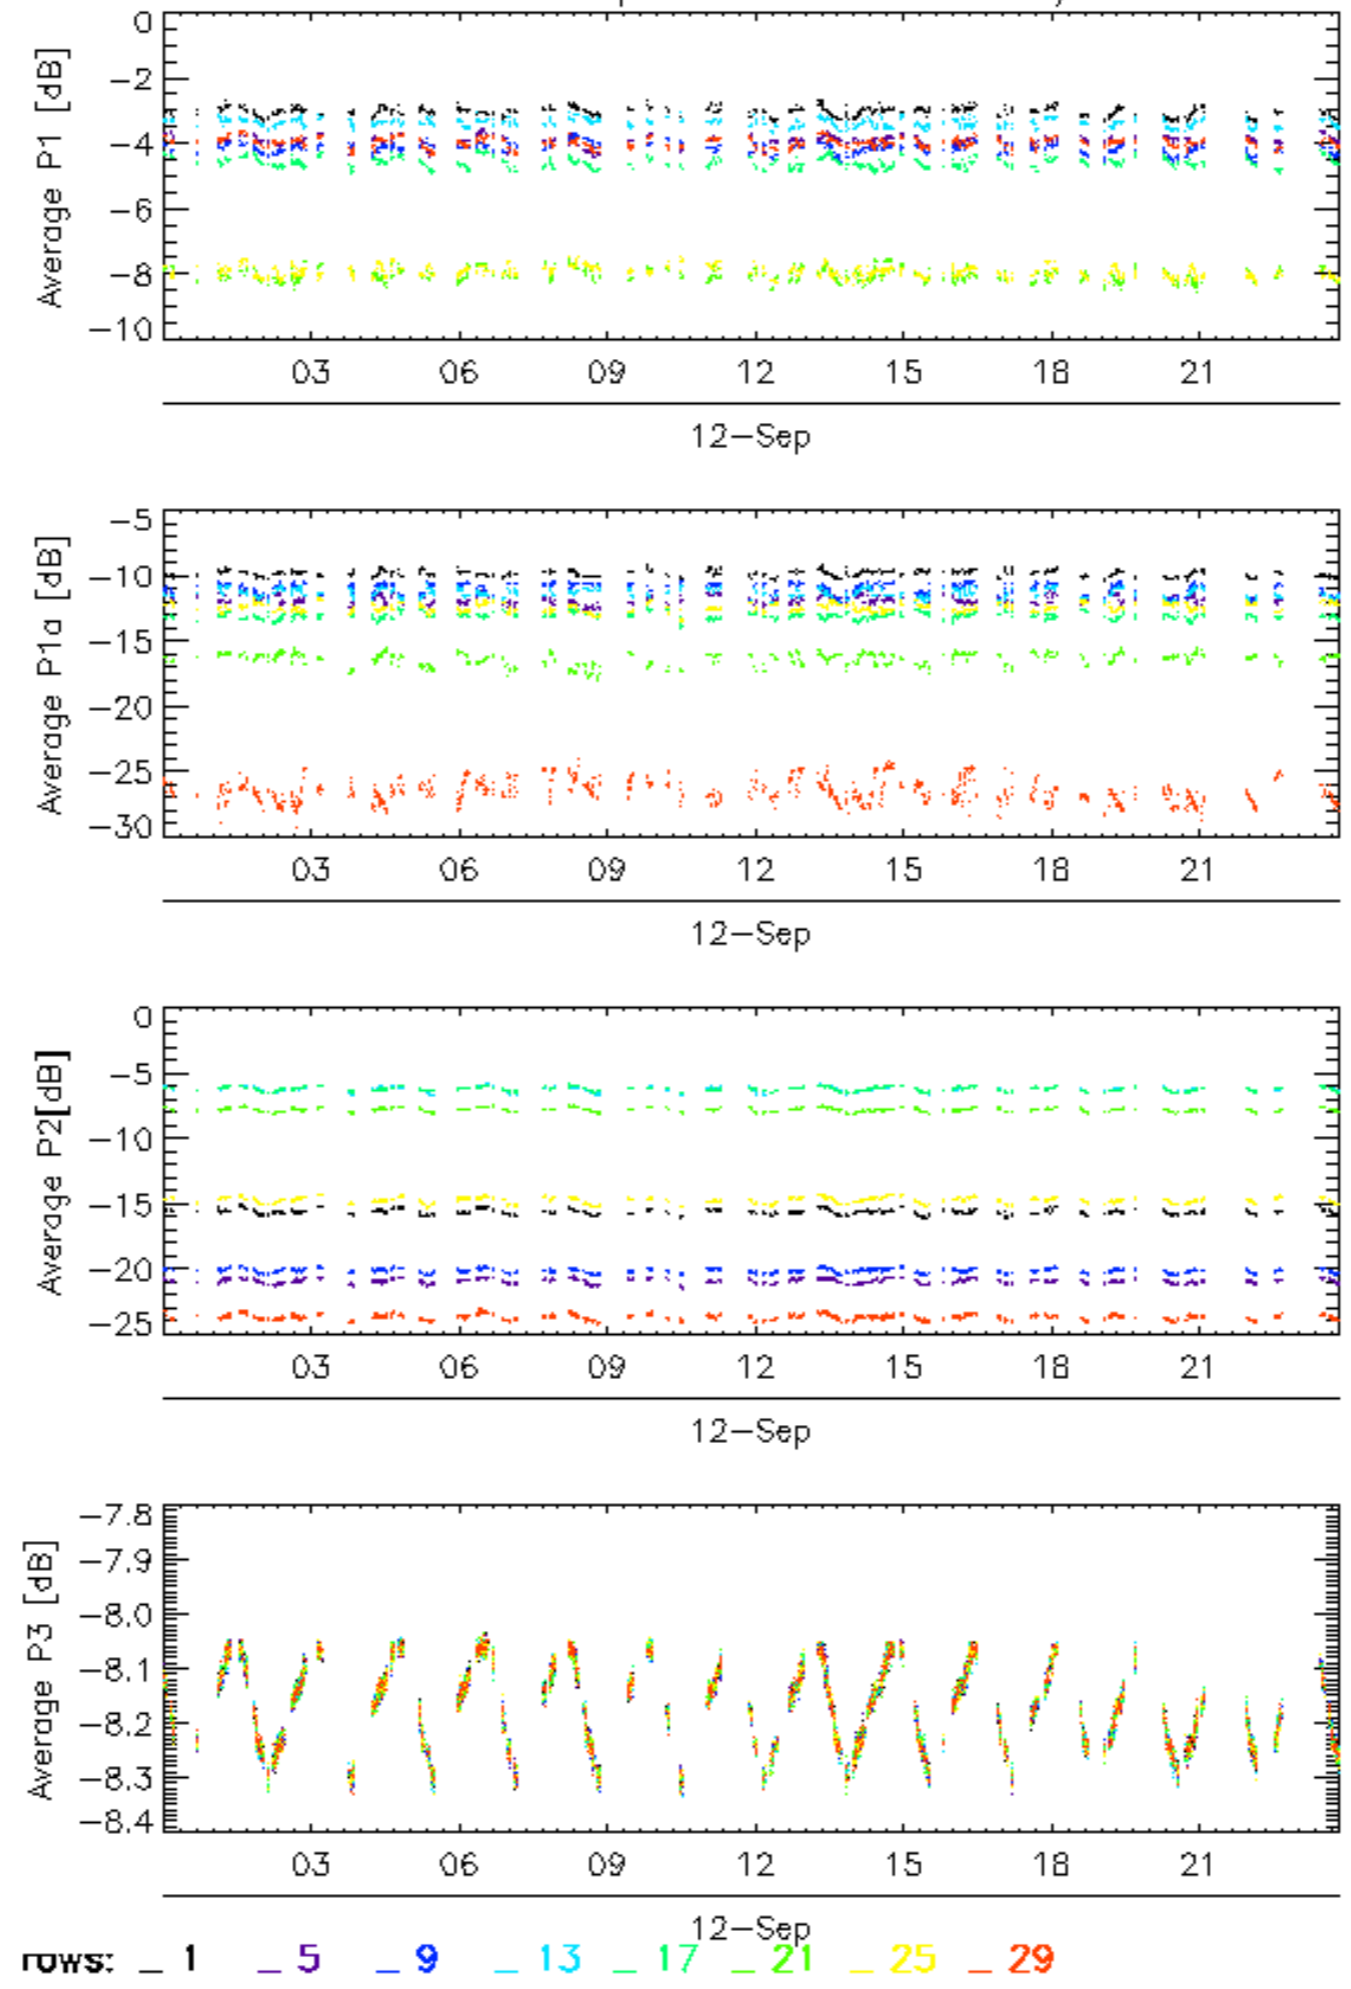 Average P1 [dB]
0
−2
−4
−6
−8
−10
03 06 09 12 15 18 21
12−Sep
Average P1a [dB]
−5
−10
−15
−20
−25
−30
03 06 09 12 15 18 21
12−Sep
Average P2[dB]
0
−5
−10
−15
−20
−25
03 06 09 12 15 18 21
12−Sep
Average P3 [dB]
−7.8
−7.9
−8.0
−8.1
−8.2
−8.3
−8.4
03 06 09 12 15 18 21
12−Sep
rows: _ 1 _ 5 _ 9 _ 13 _ 17 _ 21 _ 25 _ 29